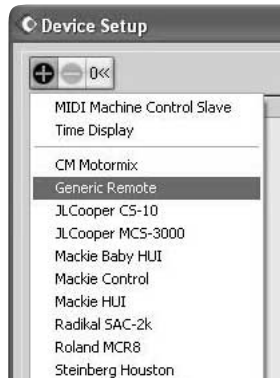 Device Setup
0«
MIDI Machine Control Slave
Time Display
CM Motormix
Generic Remote
JLCooper CS-10
JLCooper MCS-3000
Mackie Baby HUI
Mackie Control
Mackie HUI
Radikal SAC-2k
Roland MCR8
Steinberg Houston